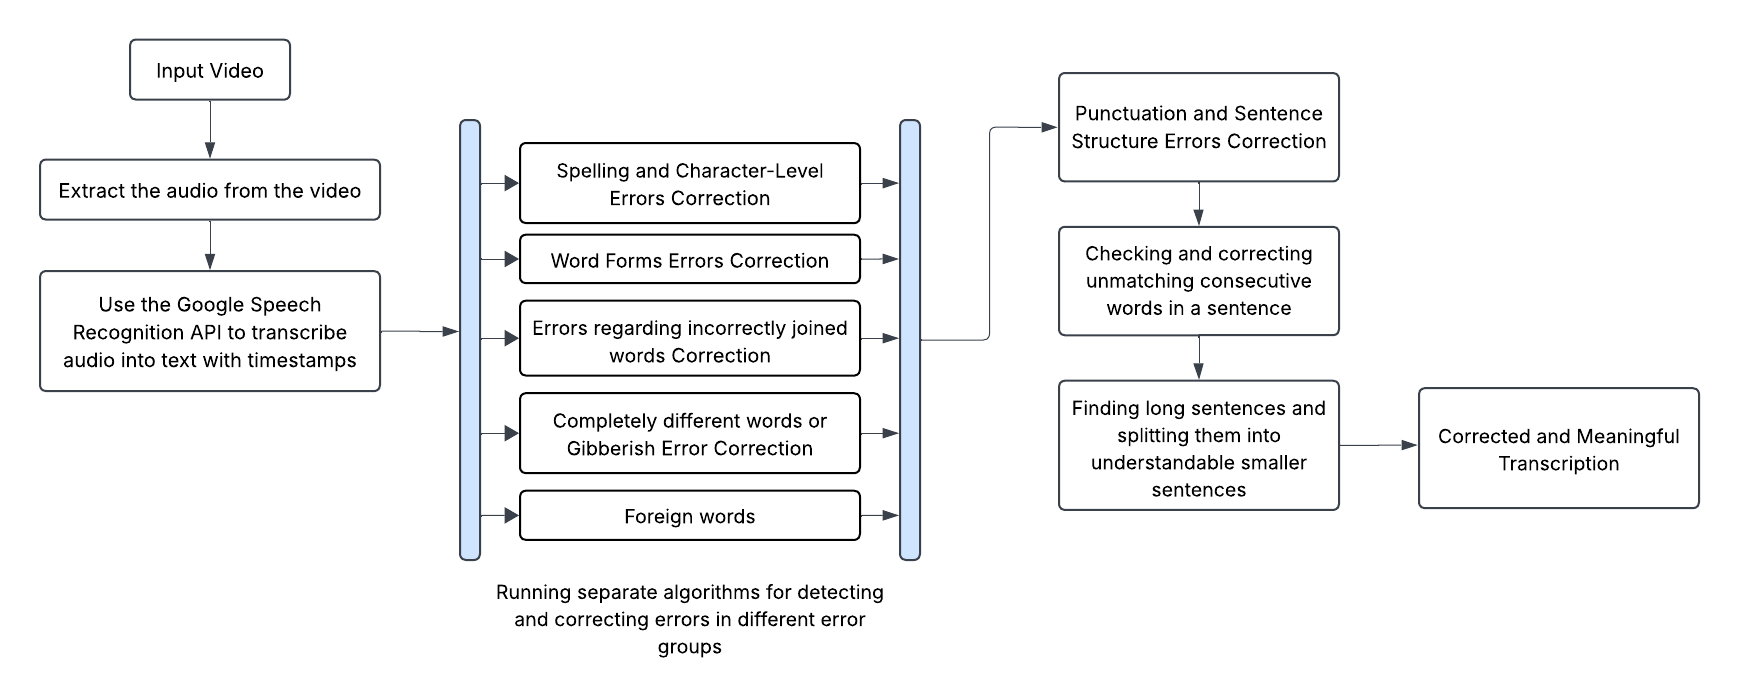 Input Video
Extract the audio from the video
Use the Google Speech
Recognition API to transcribe
audio into text with timestamps
Spelling and Character-Level
Errors Correction
Word Forms Errors Correction
Errors regarding incorrectly joined
words Correction
Completely different words or
Gibberish Error Correction
Foreign words
Running separate algorithms for detecting
and correcting errors in different error
groups
Punctuation and Sentence
Structure Errors Correction
Checking and correcting
unmatching consecutive
words in a sentence
Finding long sentences and
splitting them into
understandable smaller
sentences
Corrected and Meaningful
Transcription